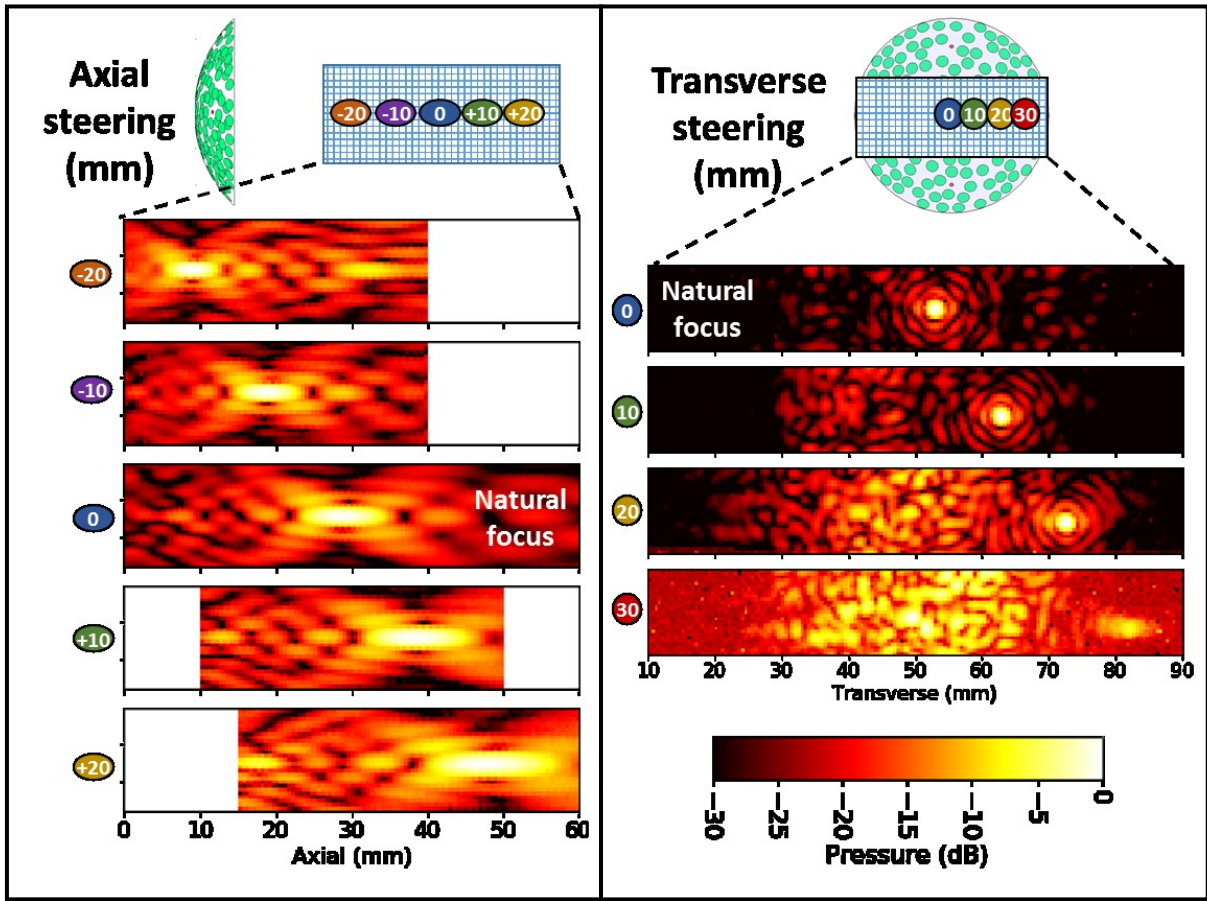 Axial
steering
(mm)
-20 -10 0 +10 +20
-20
-10
0
Natural
focus
+10
+20
0 10 20 30 40 50 60
Axial (mm)
Transverse
steering
(mm)
0 10 20 30
0
Natural
focus
10
20
30
10 20 30 40 50 60 70 80 90
Transverse (mm)
−30 −25 −20 −15 −10 −5 0
Pressure (dB)